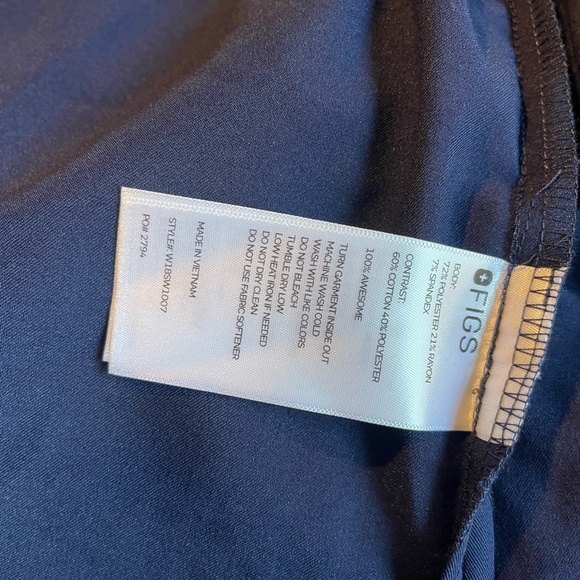 FIGS
BODY:
72% POLYESTER 21% RAYON
7% SPANDEX
CONTRAST:
60% COTTON 40% POLYESTER
100% AWESOME
TURN GARMENT INSIDE OUT
MACHINE WASH COLD
WASH WITH LIKE COLORS
DO NOT BLEACH
TUMBLE DRY LOW
LOW HEAT IRON IF NEEDED
DO NOT DRY CLEAN
DO NOT USE FABRIC SOFTENER
MADE IN VIETNAM
STYLE# W18SW1007
PO# 2794